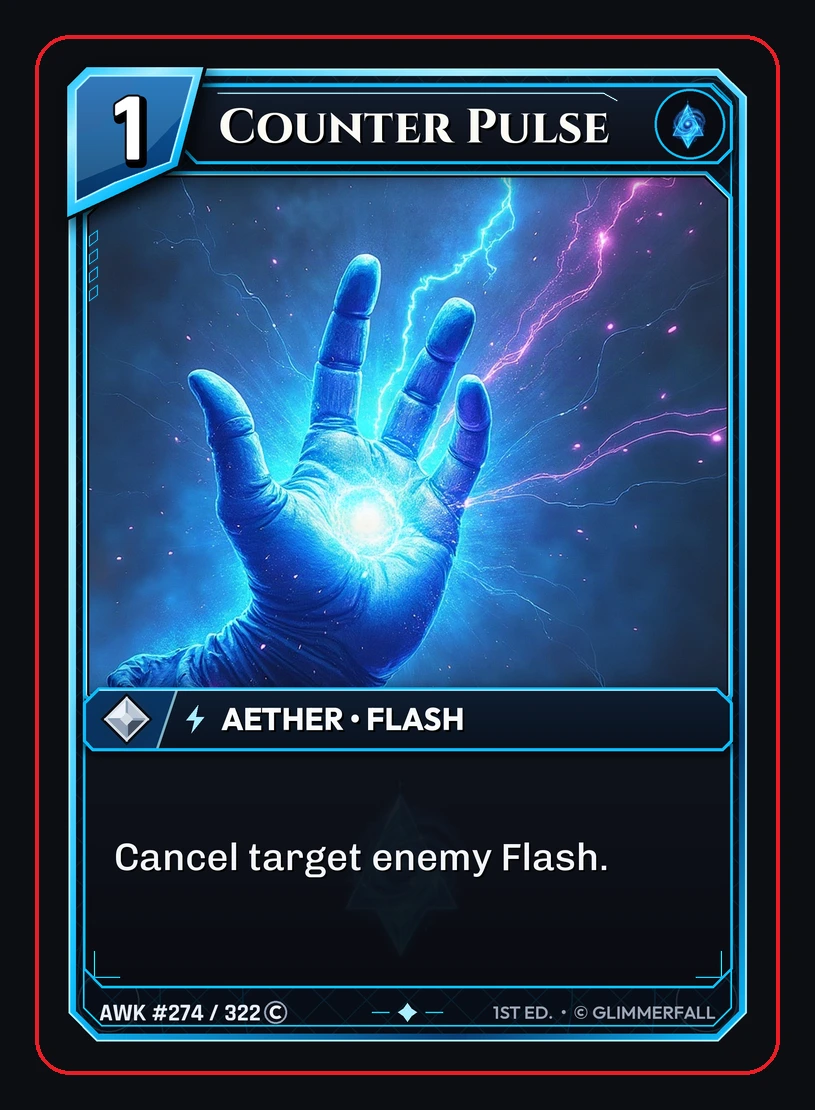 1
COUNTER PULSE
AETHER • FLASH
Cancel target enemy Flash.
AWK #274 / 322 Ⓒ
1ST ED. • © GLIMMERFALL